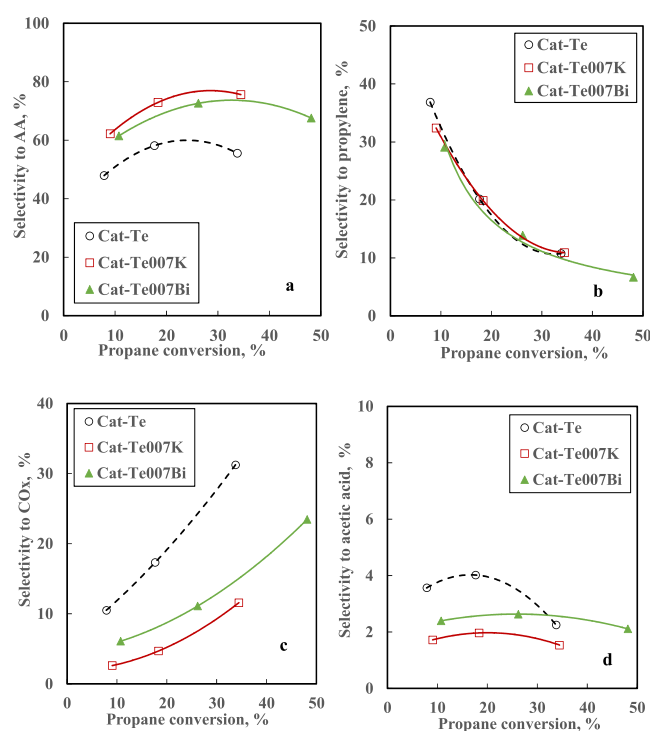 100
80
60
40
20
0
Selectivity to AA, %
Cat-Te
Cat-Te007K
Cat-Te007Bi
a
0 10 20 30 40 50
Propane conversion, %
50
40
30
20
10
0
Selectivity to propylene, %
Cat-Te
Cat-Te007K
Cat-Te007Bi
b
0 10 20 30 40 50
Propane conversion, %
40
30
20
10
0
Selectivity to COx, %
Cat-Te
Cat-Te007K
Cat-Te007Bi
c
0 10 20 30 40 50
Propane conversion, %
10
8
6
4
2
0
Selectivity to acetic acid, %
Cat-Te
Cat-Te007K
Cat-Te007Bi
d
0 10 20 30 40 50
Propane conversion, %